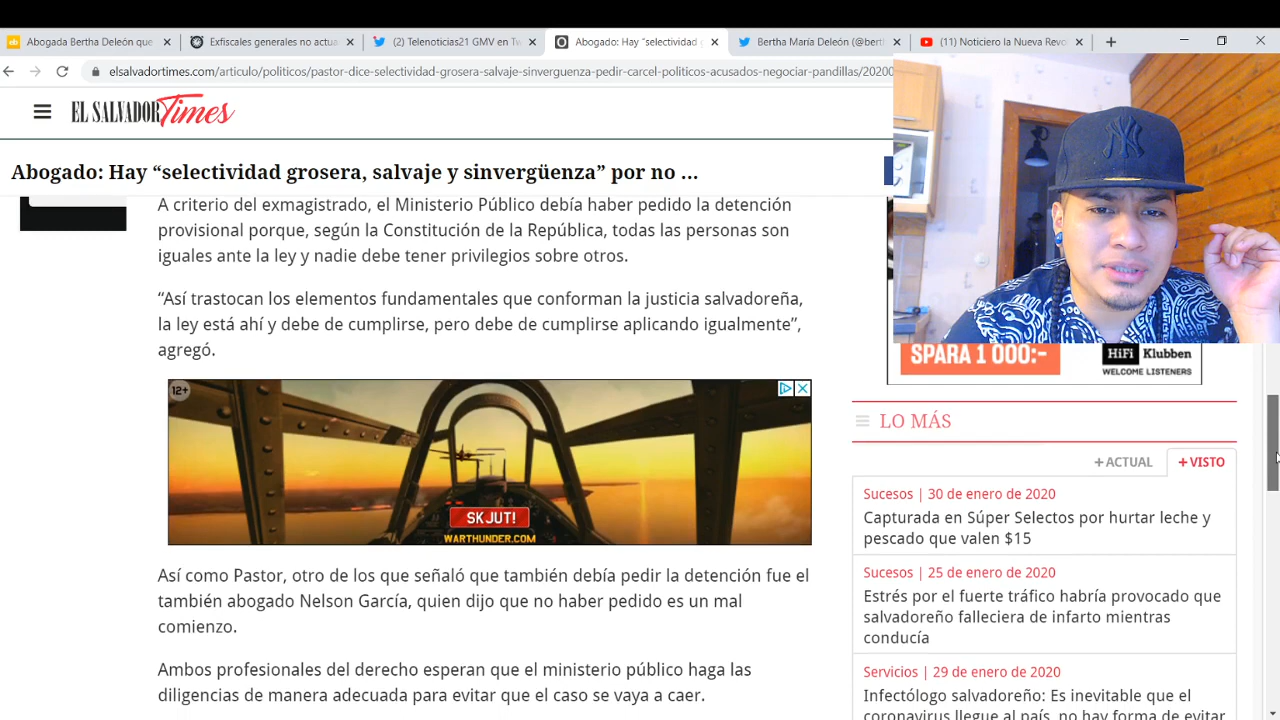 Abogada Bertha Deleón que
Exfiscales generales no actua
(2) Telenoticias21 GMV en Tw
Abogado: Hay “selectividad g
Bertha María Deleón (@bert
(11) Noticiero la Nueva Revo
elsalvadortimes.com/articulo/politicos/pastor-dice-selectividad-grosera-salvaje-sinverguenza-pedir-carcel-politicos-acusados-negociar-pandillas/20200
EL SALVADOR Times
Abogado: Hay “selectividad grosera, salvaje y sinvergüenza” por no ...
A criterio del exmagistrado, el Ministerio Público debía haber pedido la detención
provisional porque, según la Constitución de la República, todas las personas son
iguales ante la ley y nadie debe tener privilegios sobre otros.
“Así trastocan los elementos fundamentales que conforman la justicia salvadoreña,
la ley está ahí y debe de cumplirse, pero debe de cumplirse aplicando igualmente”,
agregó.
12+
SKJUT!
WARTHUNDER.COM
Así como Pastor, otro de los que señaló que también debía pedir la detención fue el
también abogado Nelson García, quien dijo que no haber pedido es un mal
comienzo.
Ambos profesionales del derecho esperan que el ministerio público haga las
diligencias de manera adecuada para evitar que el caso se vaya a caer.
NY
SPARA 1 000:-
HiFi Klubben
WELCOME LISTENERS
LO MÁS
+ACTUAL
+VISTO
Sucesos | 30 de enero de 2020
Capturada en Súper Selectos por hurtar leche y
pescado que valen $15
Sucesos | 25 de enero de 2020
Estrés por el fuerte tráfico habría provocado que
salvadoreño falleciera de infarto mientras
conducía
Servicios | 29 de enero de 2020
Infectólogo salvadoreño: Es inevitable que el
coronavirus llegue al país, no hay forma de evitar